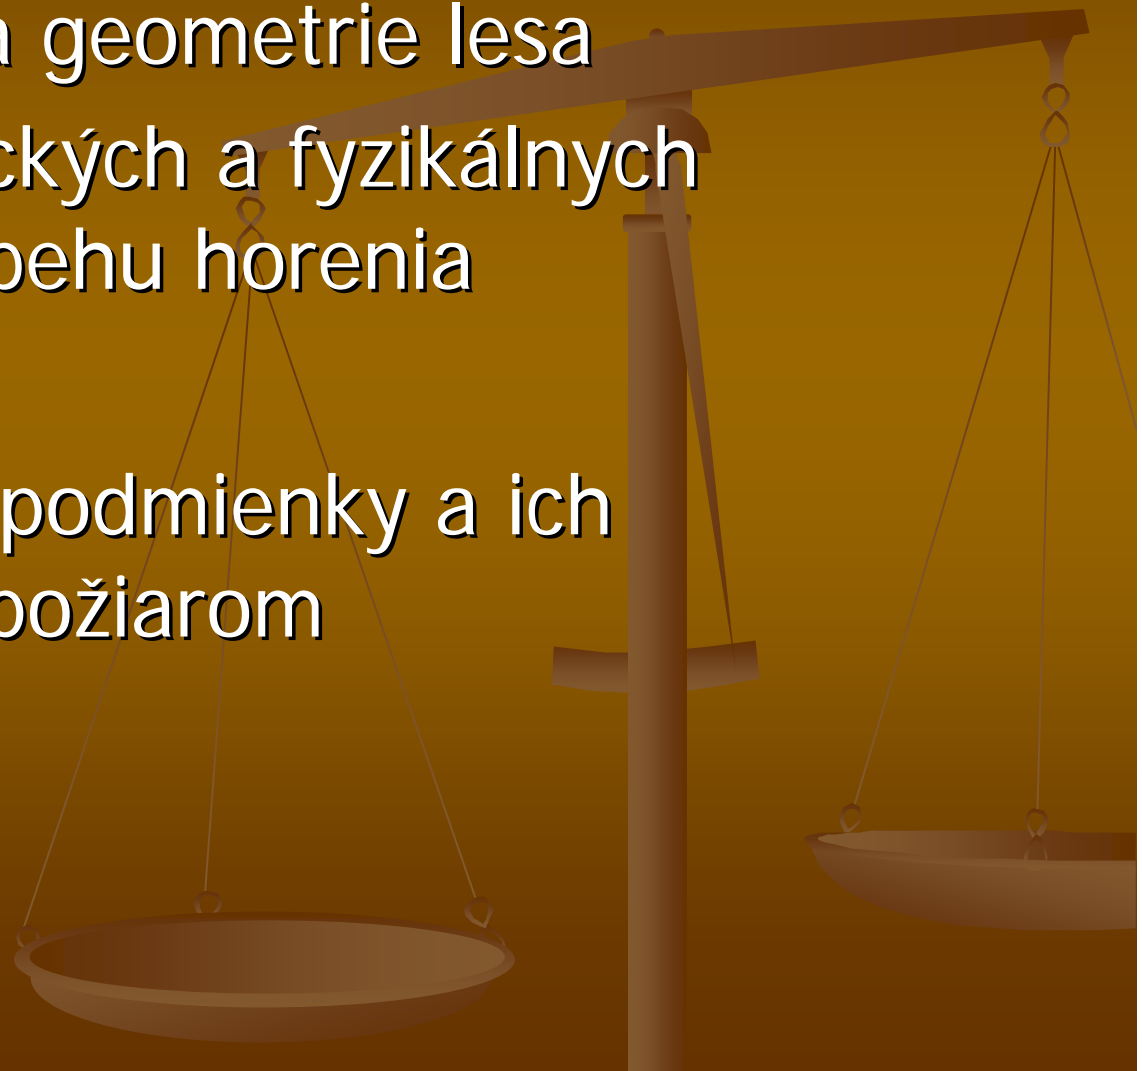 a geometrie lesa
ckých a fyzikálnych
behu horenia
podmienky a ich
požiarom